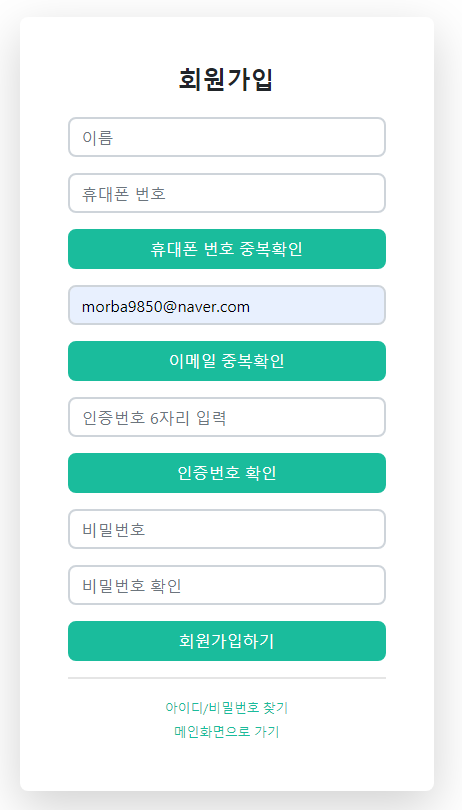 회원가입
이름
휴대폰 번호
휴대폰 번호 중복확인
morba9850@naver.com
이메일 중복확인
인증번호 6자리 입력
인증번호 확인
비밀번호
비밀번호 확인
회원가입하기
아이디/비밀번호 찾기
메인화면으로 가기